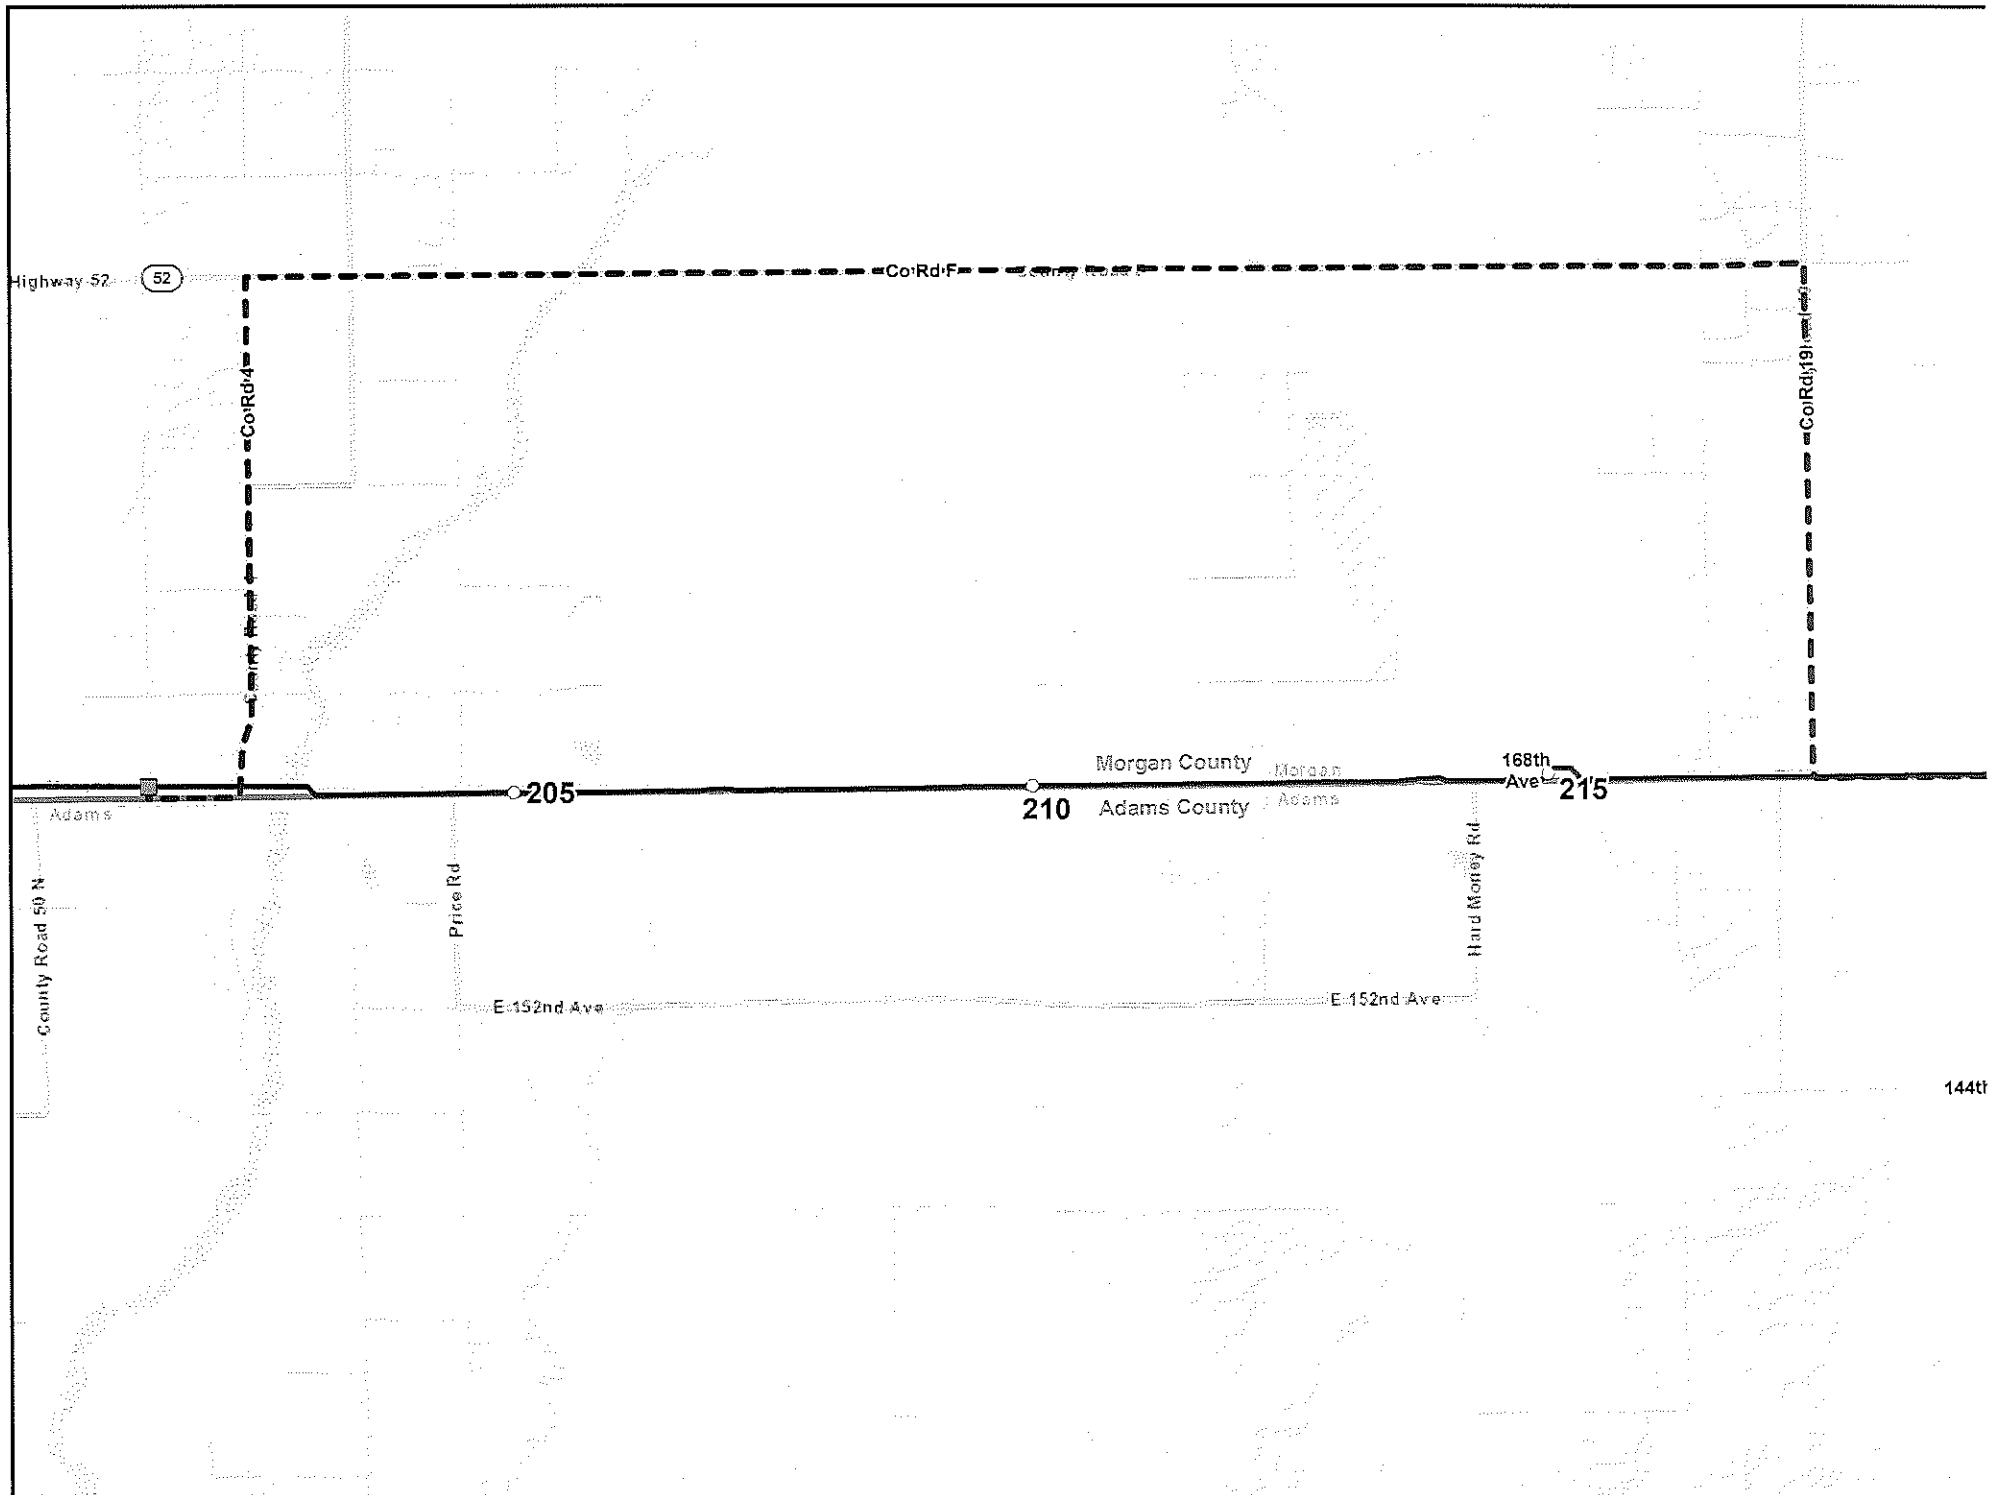 Highway 52
52
Co Rd F
Co Rd 4
Co Rd 19
Morgan County
Morgan
168th
Ave
205
210
215
Adams County
Adams
Adams
County Road 50 N
Price Rd
Hard Money Rd
E 152nd Ave
E 152nd Ave
144th